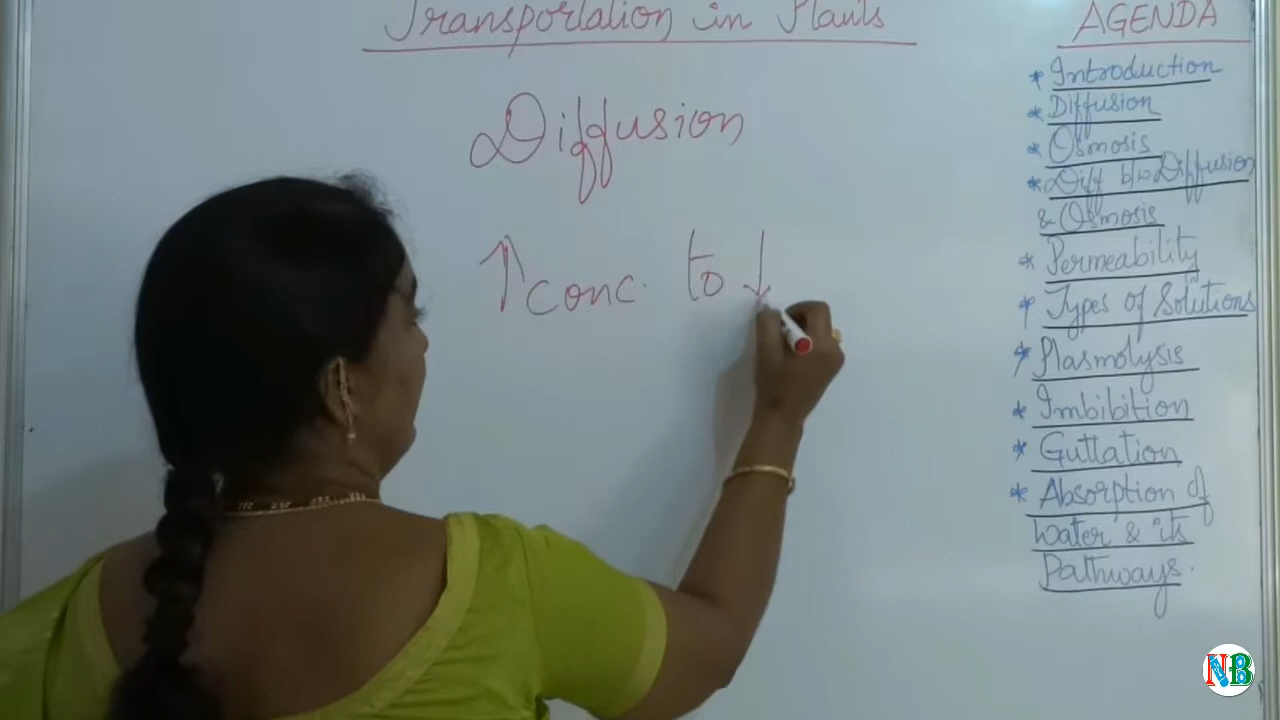 Transportation in Plants
Diffusion
↑ conc. to ↓
AGENDA
* Introduction
* Diffusion
* Osmosis
* Diff b/w Diffusion
& Osmosis
* Permeability
* Types of Solutions
* Plasmolysis
* Imbibition
* Guttation
* Absorption of
Water & its
Pathways.
NB